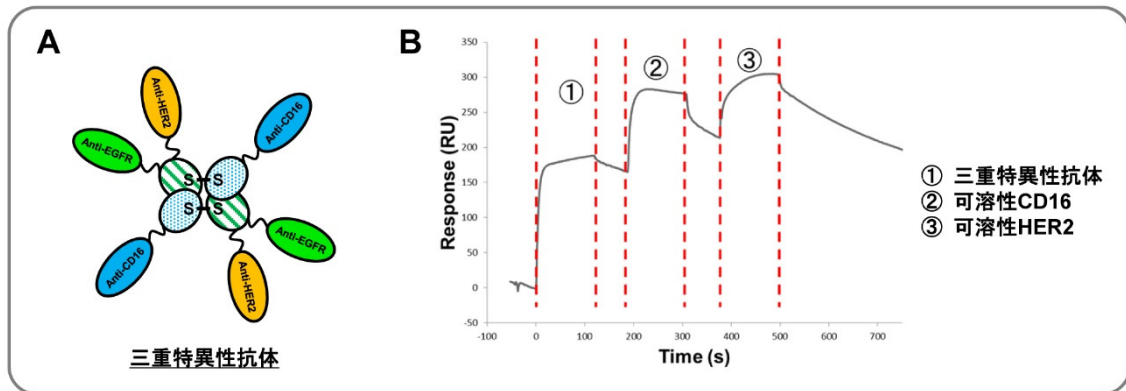 A
Anti-HER2
Anti-CD16
Anti-EGFR
S-S
S-S
Anti-EGFR
Anti-CD16
Anti-HER2
三重特異性抗体
B
350
300
250
200
150
100
50
0
-50
Response (RU)
-100
0
100
200
300
400
500
600
700
Time (s)
①
②
③
① 三重特異性抗体
② 可溶性CD16
③ 可溶性HER2